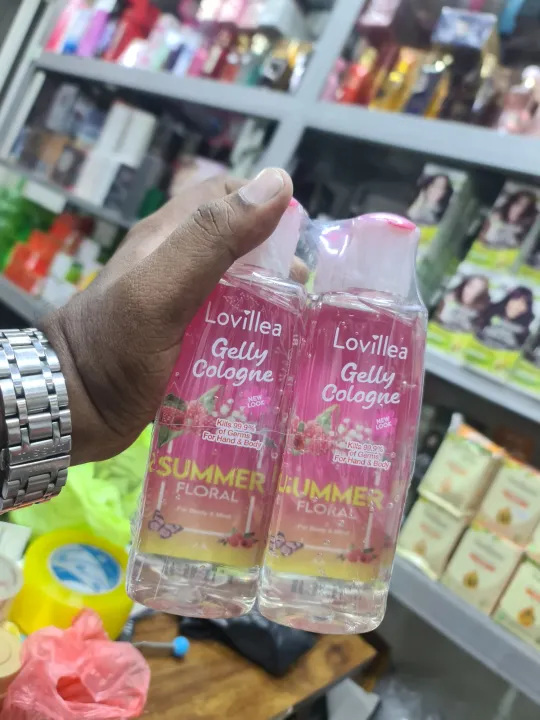 Lovillea
Gelly
Cologne
NEW
LOOK
Kills 99.9%
of Germs
For Hand & Body
SUMMER
FLORAL
Lovillea
Gelly
Cologne
NEW
LOOK
Kills 99.9%
of Germs
For Hand & Body
SUMMER
FLORAL